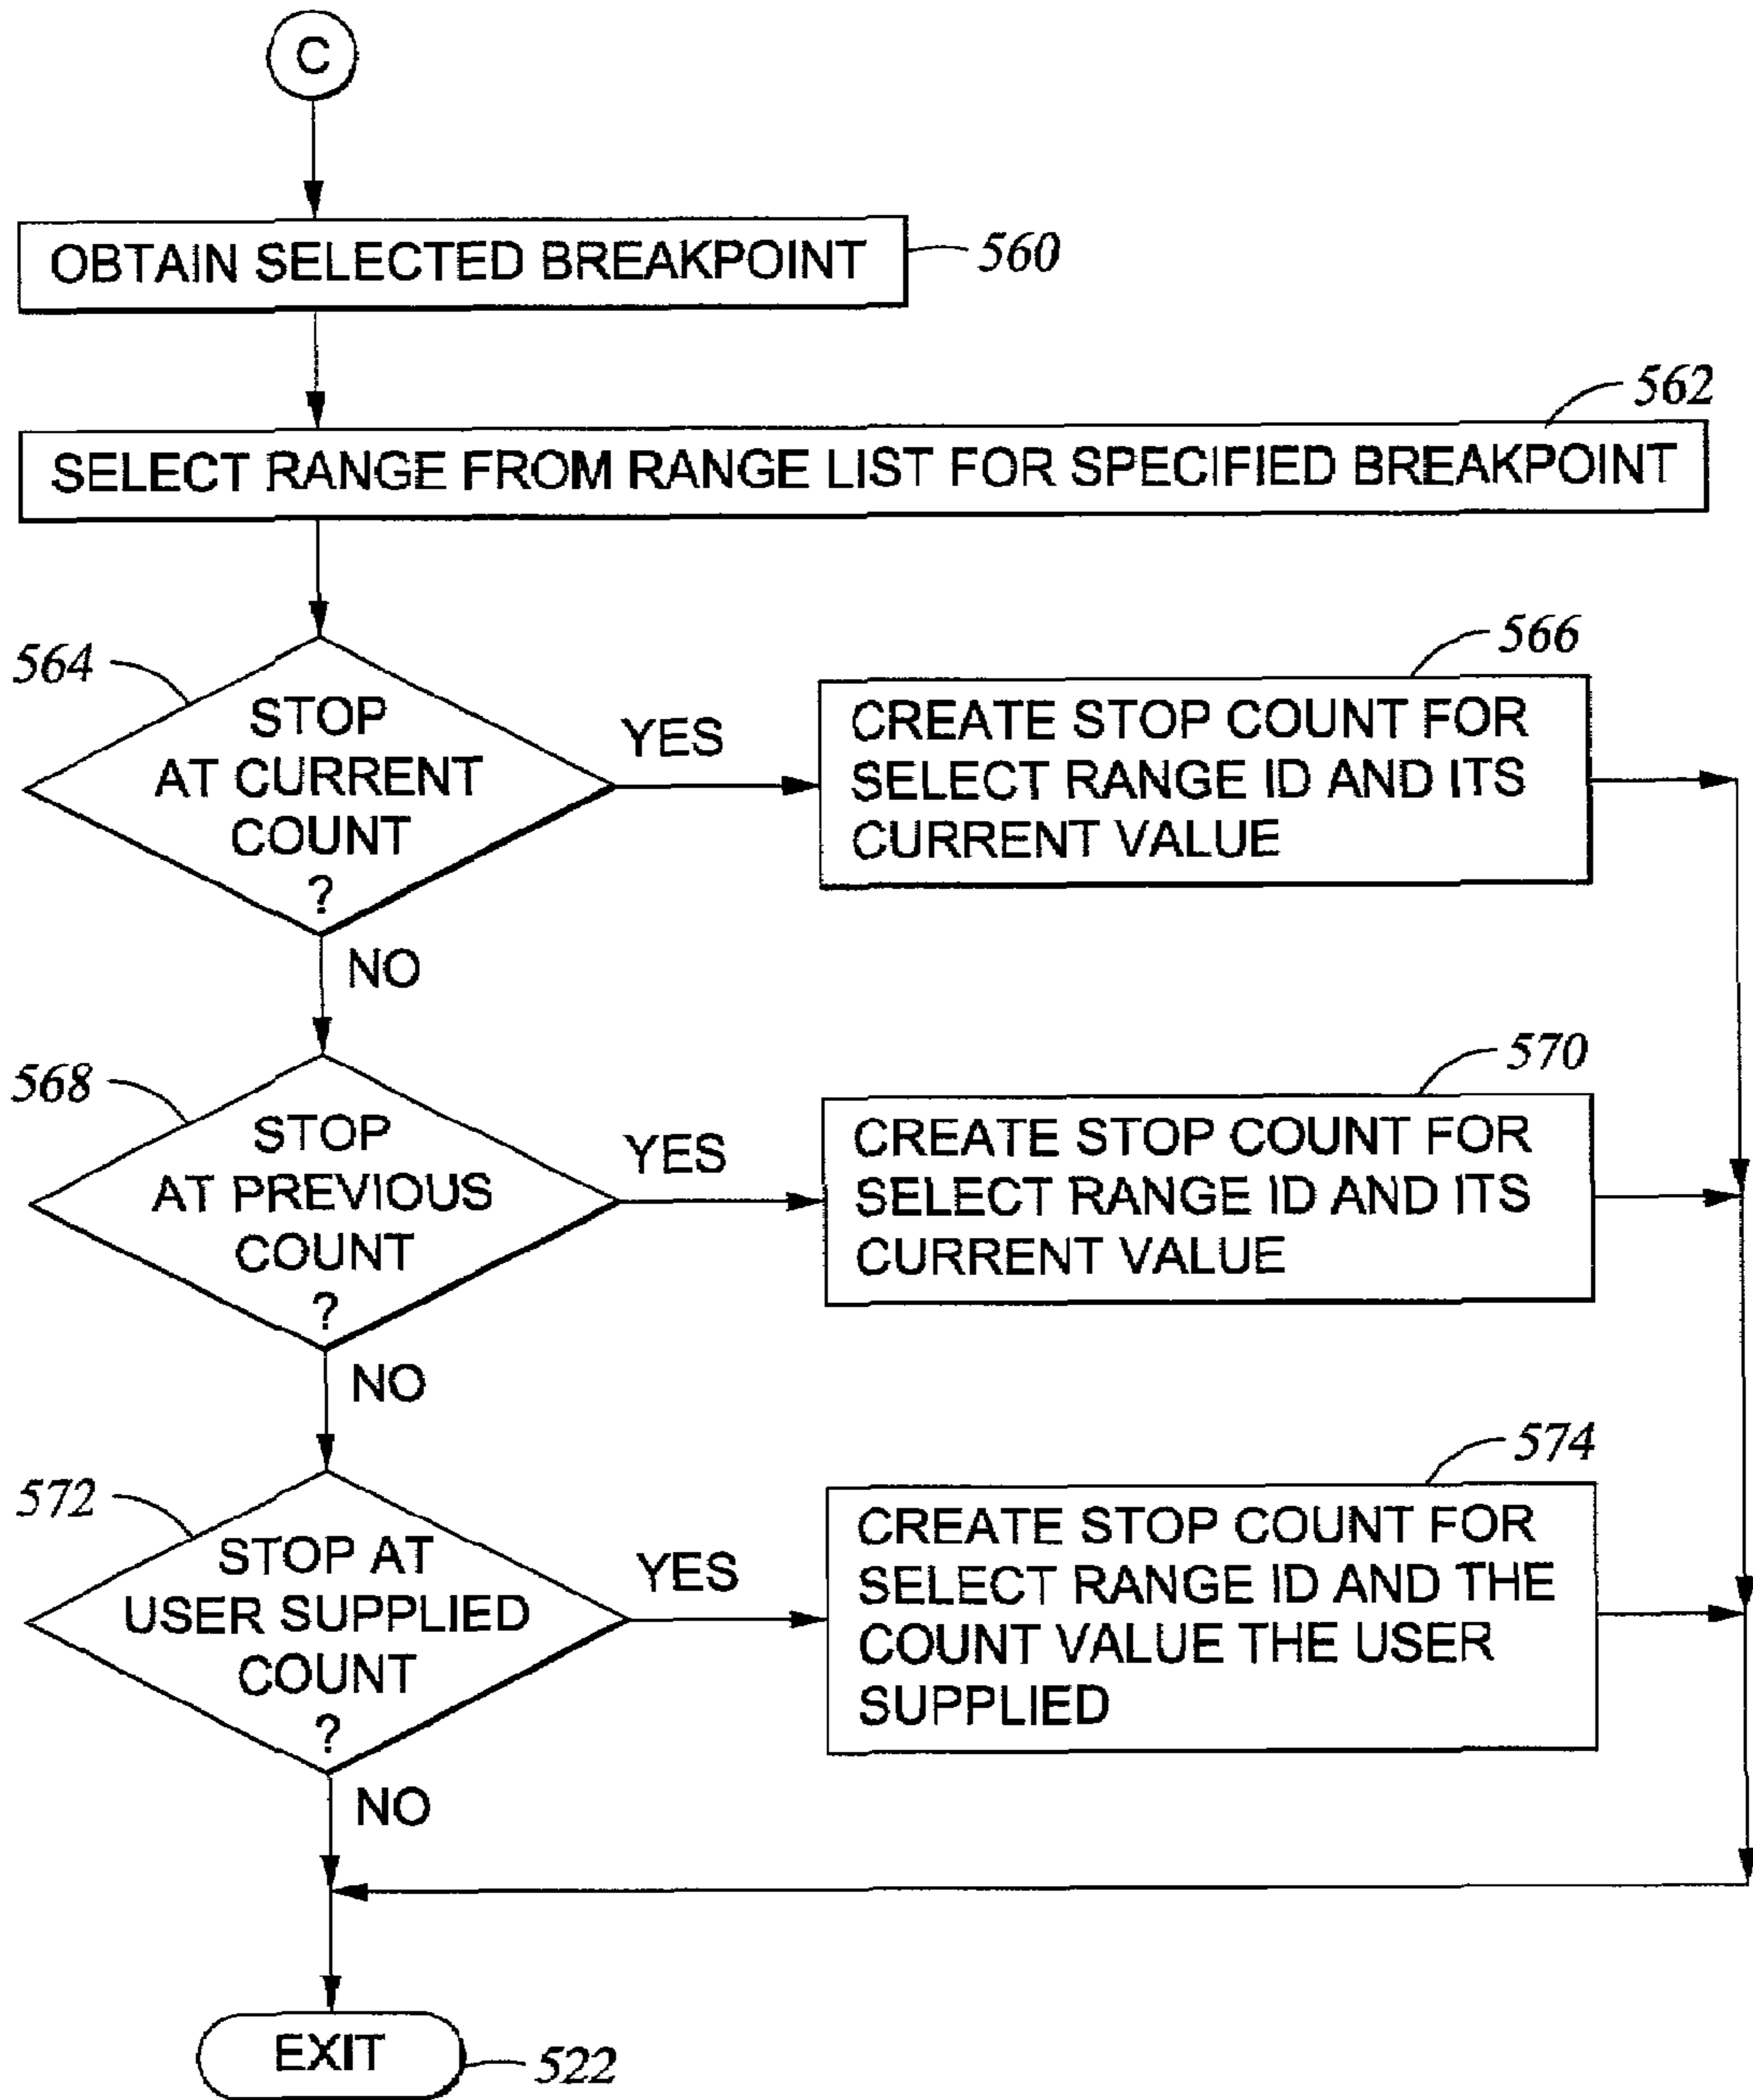 C
OBTAIN SELECTED BREAKPOINT
560
562
SELECT RANGE FROM RANGE LIST FOR SPECIFIED BREAKPOINT
564
STOP
AT CURRENT
COUNT
?
YES
566
CREATE STOP COUNT FOR
SELECT RANGE ID AND ITS
CURRENT VALUE
NO
568
STOP
AT PREVIOUS
COUNT
?
YES
570
CREATE STOP COUNT FOR
SELECT RANGE ID AND ITS
CURRENT VALUE
NO
572
STOP AT
USER SUPPLIED
COUNT
?
YES
574
CREATE STOP COUNT FOR
SELECT RANGE ID AND THE
COUNT VALUE THE USER
SUPPLIED
NO
EXIT
522